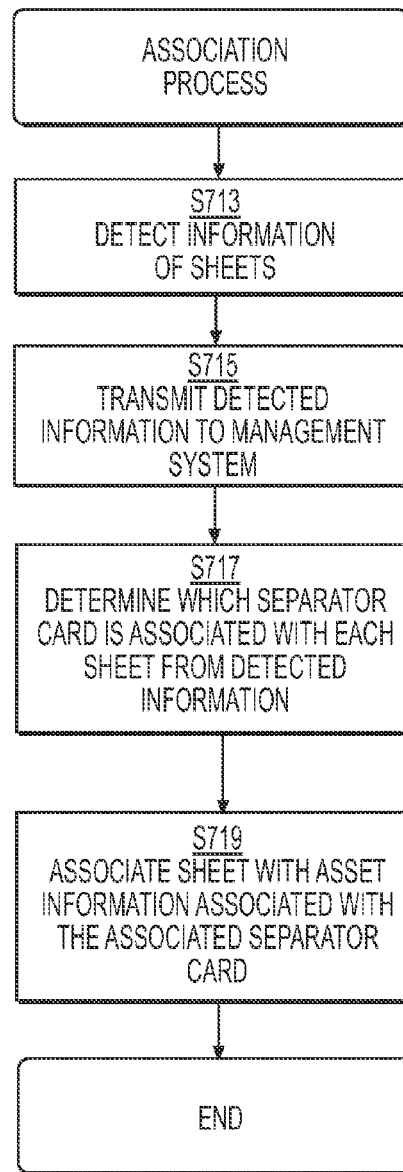 ASSOCIATION
PROCESS
S713
DETECT INFORMATION
OF SHEETS
S715
TRANSMIT DETECTED
INFORMATION TO MANAGEMENT
SYSTEM
S717
DETERMINE WHICH SEPARATOR
CARD IS ASSOCIATED WITH EACH
SHEET FROM DETECTED
INFORMATION
S719
ASSOCIATE SHEET WITH ASSET
INFORMATION ASSOCIATED WITH
THE ASSOCIATED SEPARATOR
CARD
END